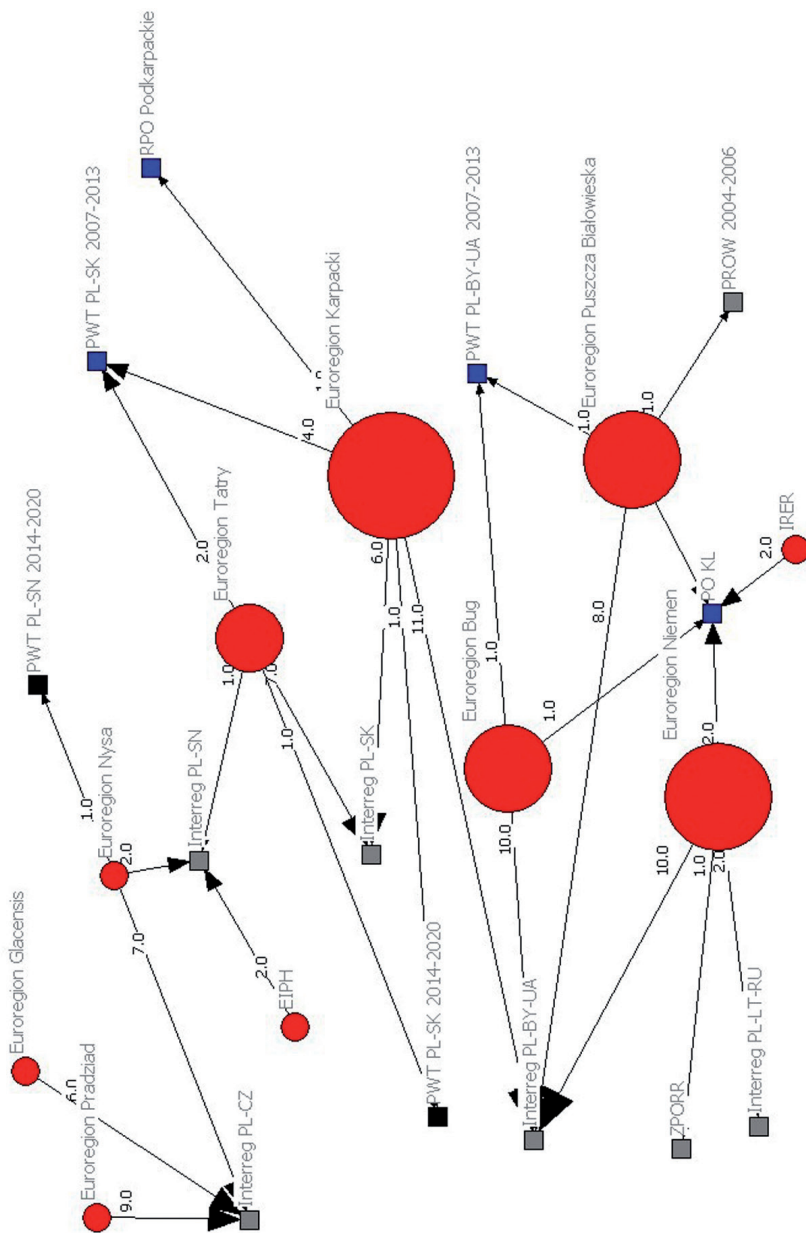 Euroregion Glacensis
6.0
Euroregion Pradziad
9.0
Interreg PL-CZ
7.0
Euroregion Nysa
1.0
PWT PL-SN 2014-2020
2.0
Interreg PL-SN
2.0
EIPH
Euroregion Tatry
1.0
2.0
PWT PL-SK 2007-2013
1.0
Interreg PL-SK
PWT PL-SK 2014-2020
Euroregion Karpacki
4.0
RPO Podkarpackie
6.0
1.0
11.0
Interreg PL-BY-UA
Euroregion Bug
10.0
1.0
1.0
PWT PL-BY-UA 2007-2013
Euroregion Puszcza Białowieska
1.0
1.0
8.0
PROW 2004-2006
Euroregion Niemen
10.0
1.0
2.0
2.0
PO KL
2.0
IRER
ZPORR
Interreg PL-LT-RU